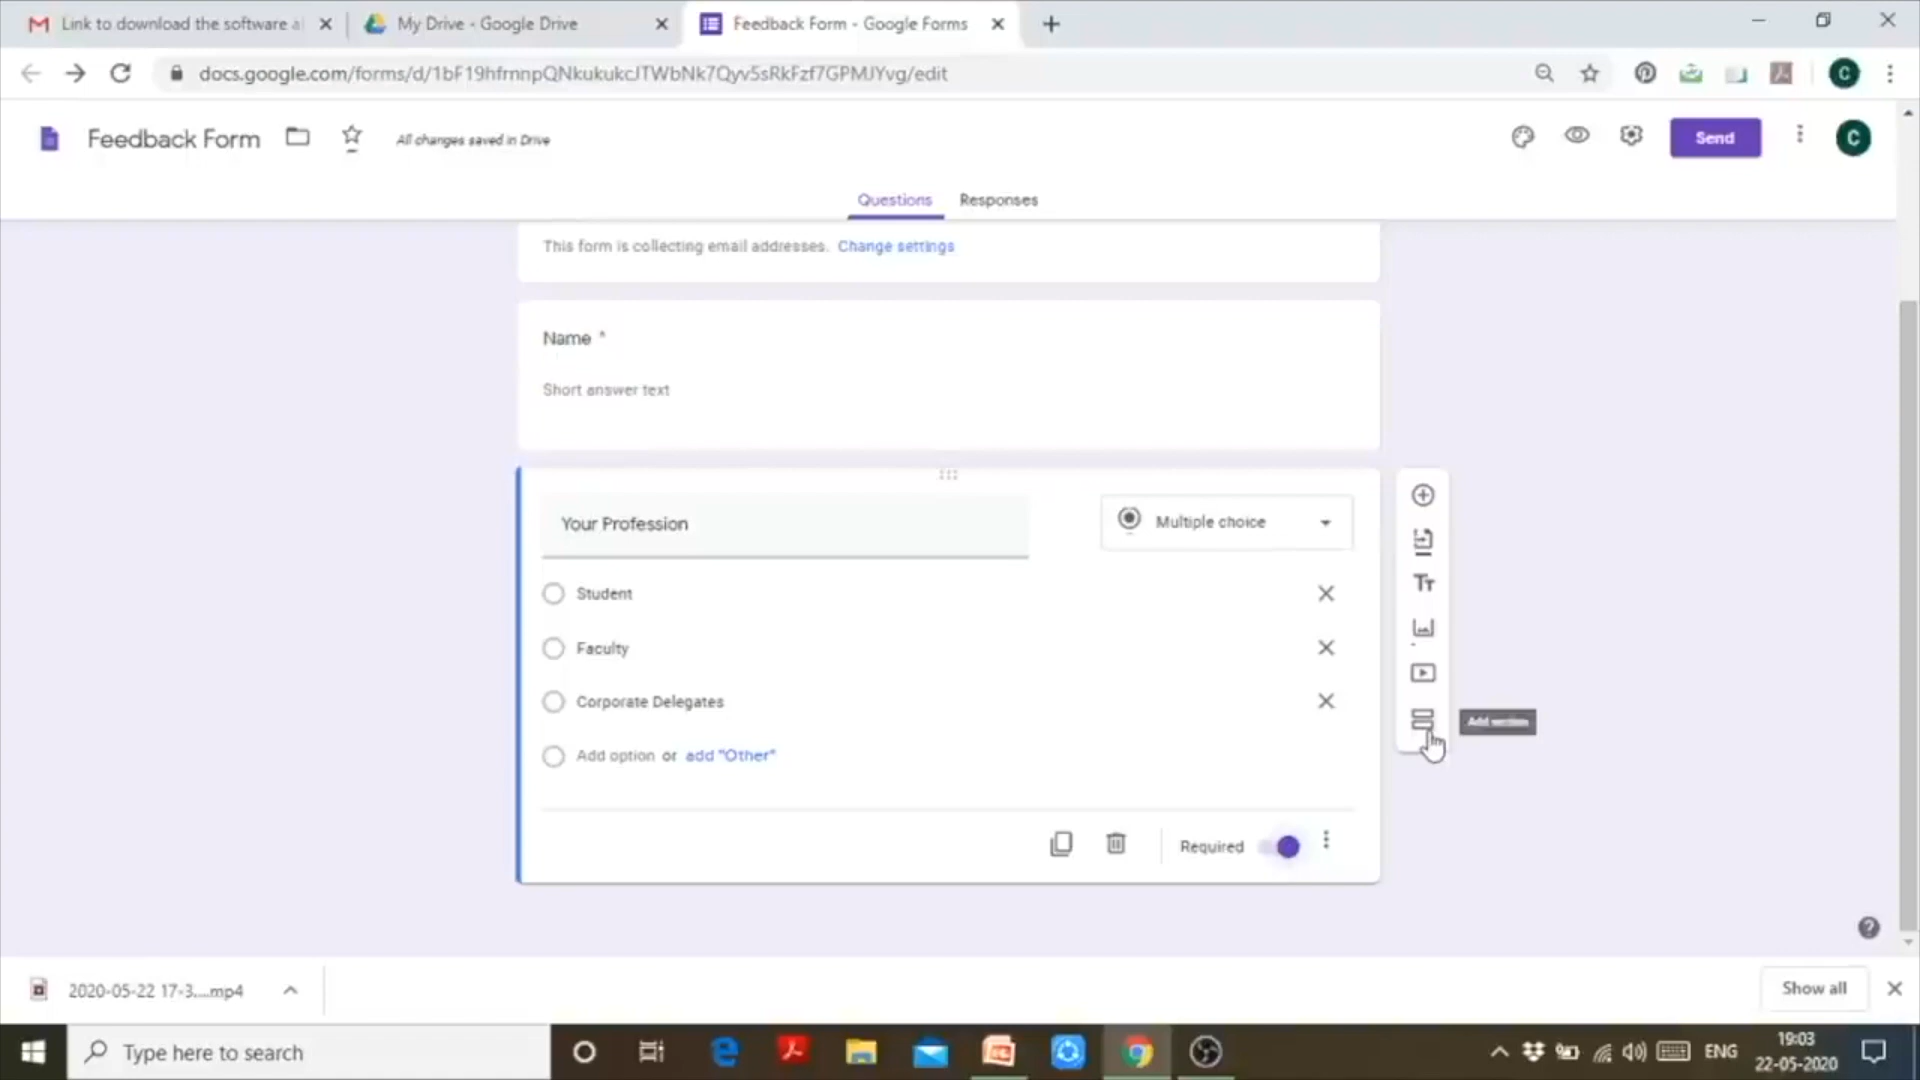 Link to download the software a
My Drive - Google Drive
Feedback Form - Google Forms
docs.google.com/forms/d/1bF19hfrnnpQNkukukcJTWbNk7Qyv5sRkFzf7GPMJYvg/edit
C
Feedback Form
All changes saved in Drive
Send
C
Questions
Responses
This form is collecting email addresses. Change settings
Name *
Short answer text
Your Profession
Multiple choice
Student
Faculty
Corporate Delegates
Add section
Add option or add "Other"
Required
2020-05-22 17-3....mp4
Show all
Type here to search
ENG
19:03
22-05-2020